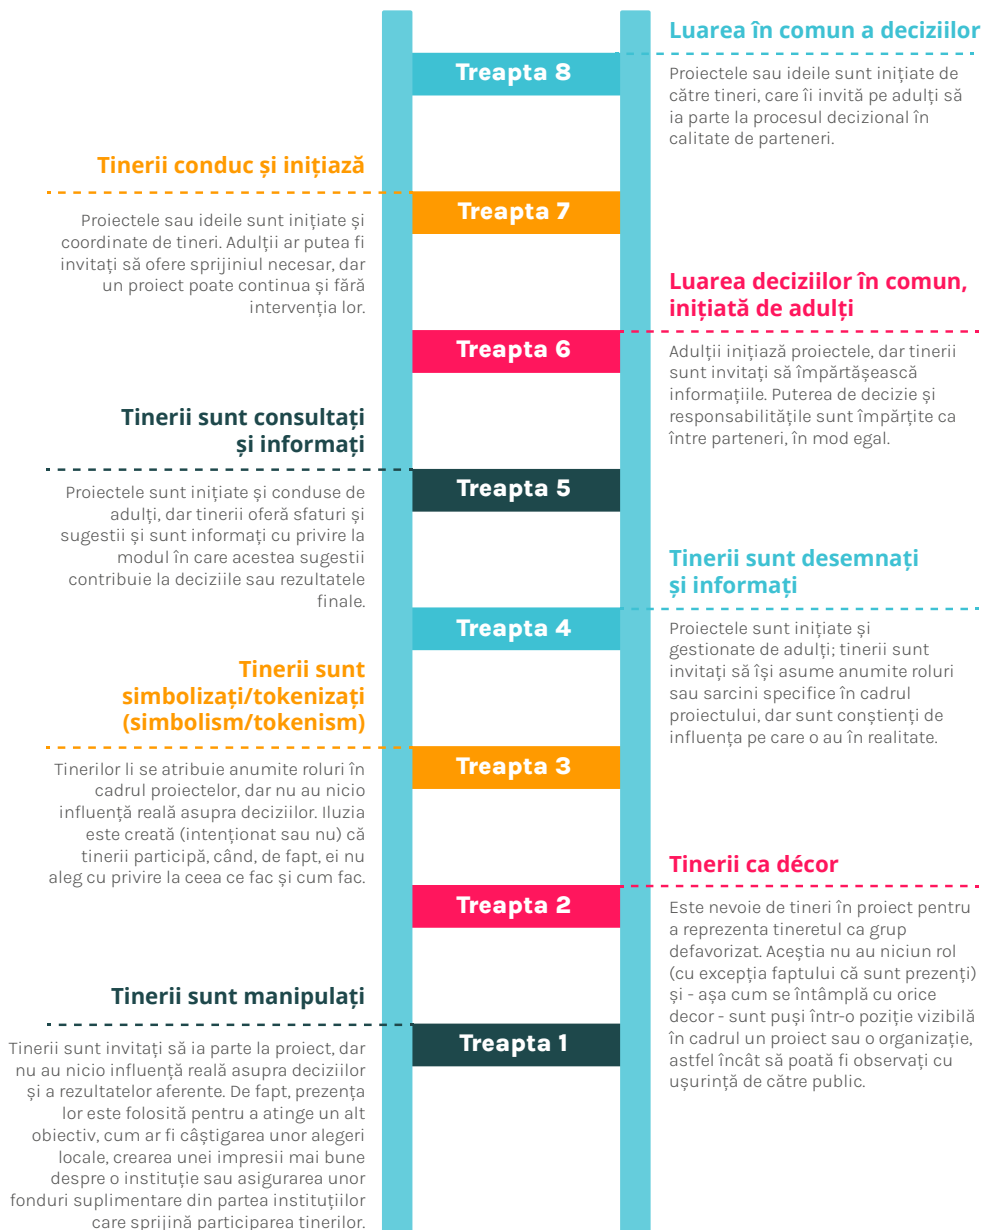 Luarea în comun a deciziilor
Treapta 8
Proiectele sau ideile sunt inițiate de
către tineri, care îi invită pe adulți să
ia parte la procesul decizional în
calitate de parteneri.
Tinerii conduc și inițiază
Treapta 7
Proiectele sau ideile sunt inițiate și
coordinate de tineri. Adulții ar putea fi
invitați să ofere sprijiniul necesar, dar
un proiect poate continua și fără
intervenția lor.
Luarea deciziilor în comun,
inițiată de adulți
Treapta 6
Adulții inițiază proiectele, dar tinerii
sunt invitați să împărtășească
informațiile. Puterea de decizie și
responsabilitățile sunt împărțite ca
între parteneri, în mod egal.
Tinerii sunt consultați
și informați
Treapta 5
Proiectele sunt inițiate și conduse de
adulți, dar tinerii oferă sfaturi și
sugestii și sunt informați cu privire la
modul în care acestea sugestii
contribuie la deciziile sau rezultatele
finale.
Tinerii sunt desemnați
și informați
Treapta 4
Proiectele sunt inițiate și
gestionate de adulți; tinerii sunt
invitați să își asume anumite roluri
sau sarcini specifice în cadrul
proiectului, dar sunt conștienți de
influența pe care o au în realitate.
Tinerii sunt
simbolizați/tokenizați
(simbolism/tokenism)
Treapta 3
Tinerilor li se atribuie anumite roluri în
cadrul proiectelor, dar nu au nicio
influență reală asupra deciziilor. Iluzia
este creată (intenționat sau nu) că
tinerii participă, când, de fapt, ei nu
aleg cu privire la ceea ce fac și cum fac.
Tinerii ca décor
Treapta 2
Este nevoie de tineri în proiect pentru
a reprezenta tineretul ca grup
defavorizat. Aceștia nu au niciun rol
(cu excepția faptului că sunt prezenți)
și - așa cum se întâmplă cu orice
decor - sunt puși într-o poziție vizibilă
în cadrul un proiect sau o organizație,
astfel încât să poată fi observați cu
ușurință de către public.
Tinerii sunt manipulați
Treapta 1
Tinerii sunt invitați să ia parte la proiect, dar
nu au nicio influență reală asupra deciziilor
și a rezultatelor aferente. De fapt, prezența
lor este folosită pentru a atinge un alt
obiectiv, cum ar fi câștigarea unor alegeri
locale, crearea unei impresii mai bune
despre o instituție sau asigurarea unor
fonduri suplimentare din partea instituțiilor
care sprijină participarea tinerilor.